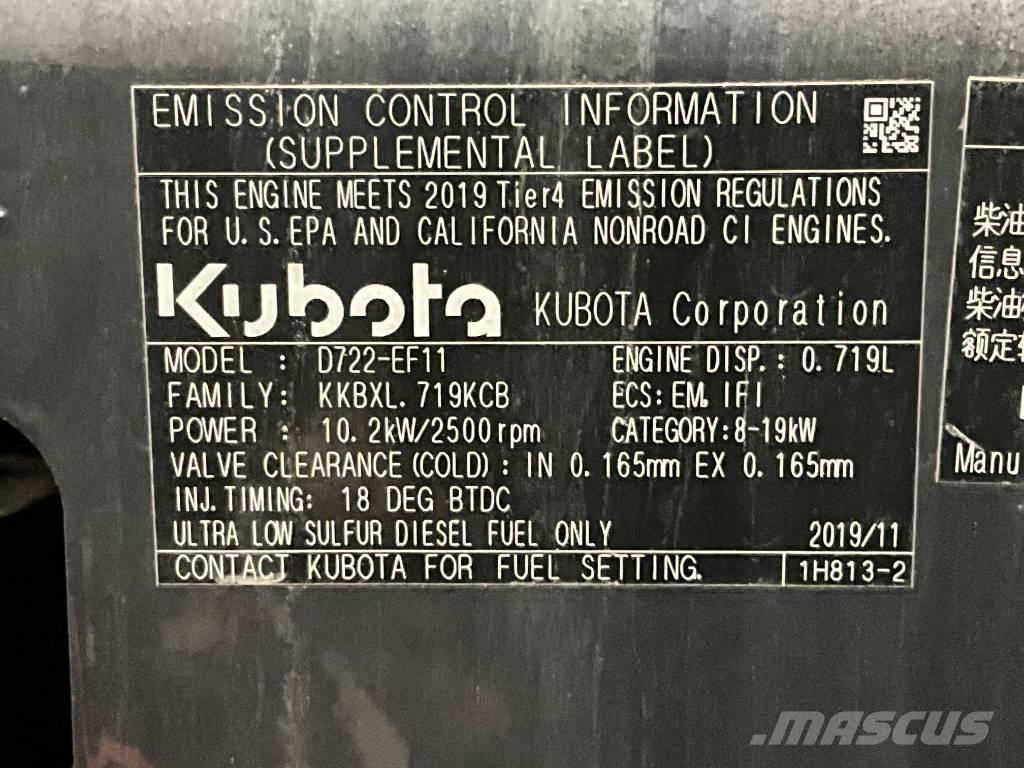 EMISSION CONTROL INFORMATION
(SUPPLEMENTAL LABEL)
THIS ENGINE MEETS 2019 Tier4 EMISSION REGULATIONS
FOR U.S.EPA AND CALIFORNIA NONROAD CI ENGINES.
Kubota KUBOTA Corporation
MODEL : D722-EF11 ENGINE DISP.: 0.719L
FAMILY: KKBXL.719KCB ECS:EM,IFI
POWER : 10.2kW/2500rpm CATEGORY:8-19kW
VALVE CLEARANCE(COLD): IN 0.165mm EX 0.165mm
INJ.TIMING: 18 DEG BTDC
ULTRA LOW SULFUR DIESEL FUEL ONLY 2019/11
CONTACT KUBOTA FOR FUEL SETTING. 1H813-2
柴油
信息
柴油
额定
Manu
.MASCUS